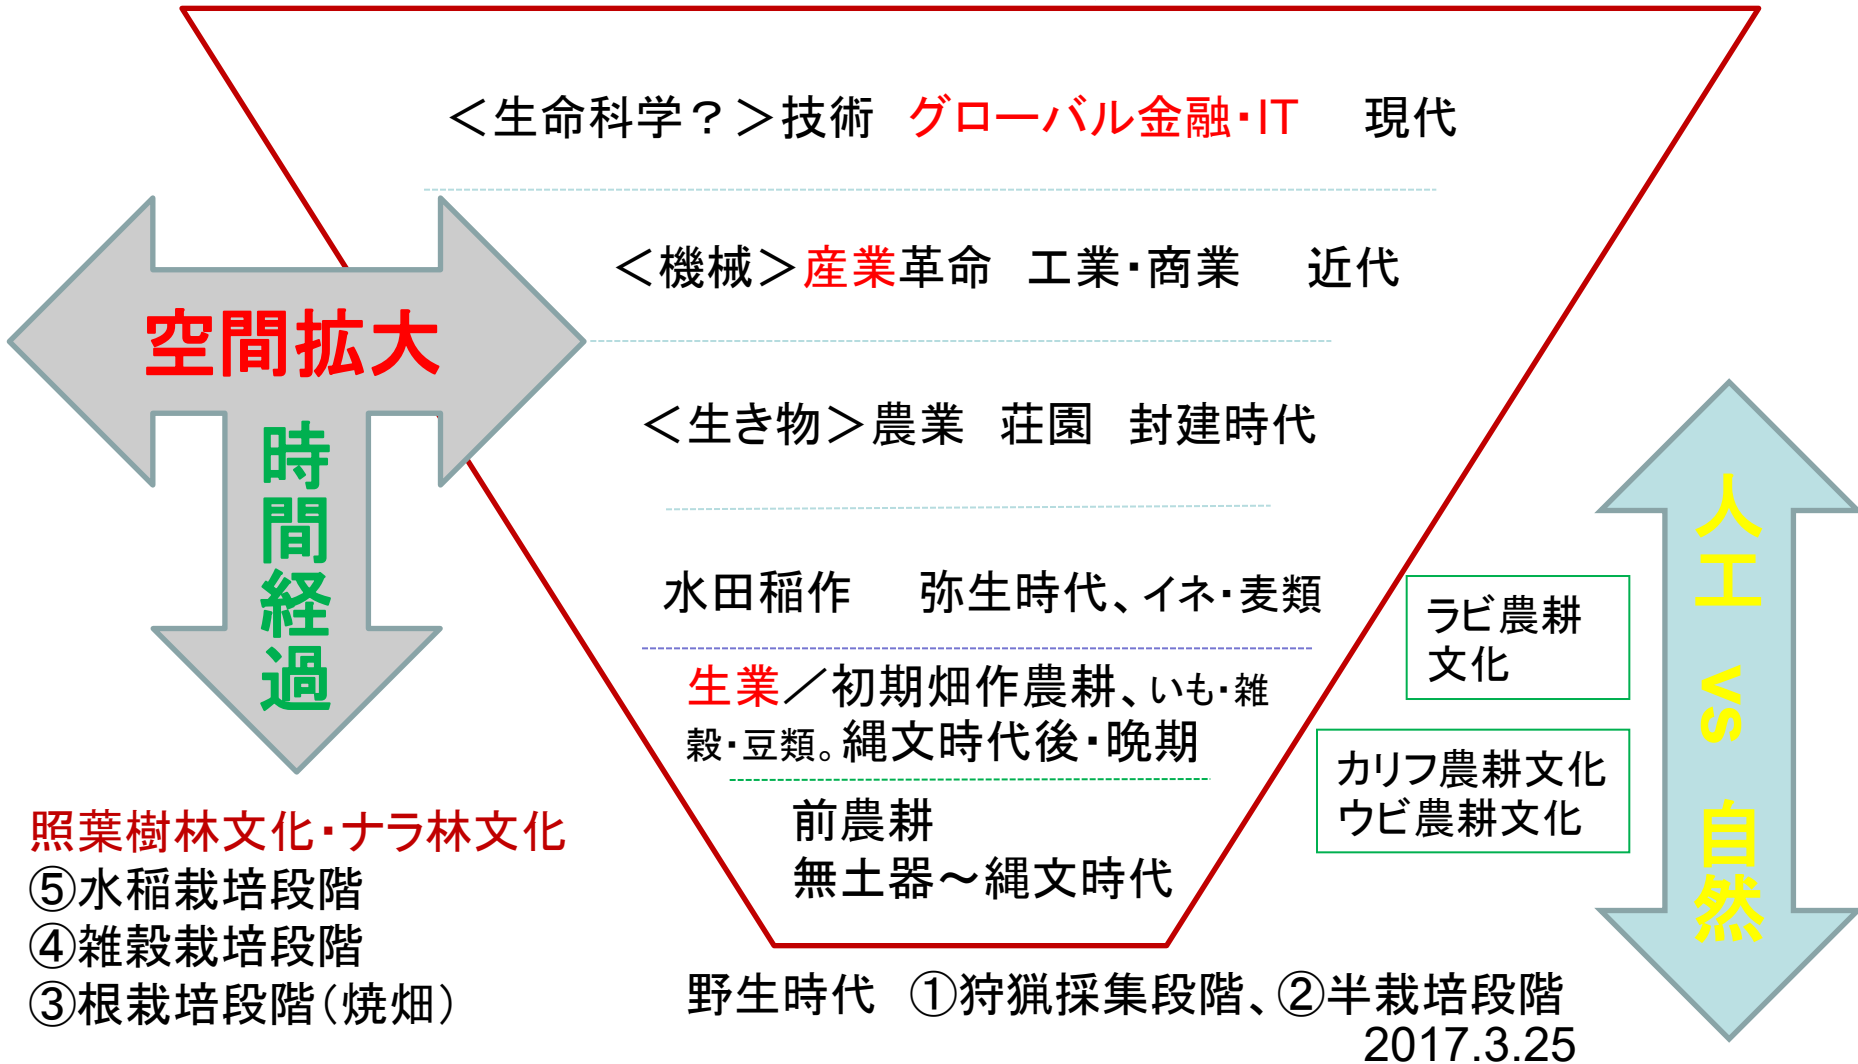 ＜生命科学？＞技術　グローバル金融・IT　現代
＜機械＞産業革命　工業・商業　近代
空間拡大
時間経過
＜生き物＞農業　荘園　封建時代
水田稲作　弥生時代、イネ・麦類
生業／初期畑作農耕、いも・雑
穀・豆類。縄文時代後・晩期
前農耕
無土器～縄文時代
ラビ農耕
文化
カリフ農耕文化
ウビ農耕文化
人工 vs 自然
照葉樹林文化・ナラ林文化
⑤水稲栽培段階
④雑穀栽培段階
③根栽培段階（焼畑）
野生時代　①狩猟採集段階、②半栽培段階
2017.3.25